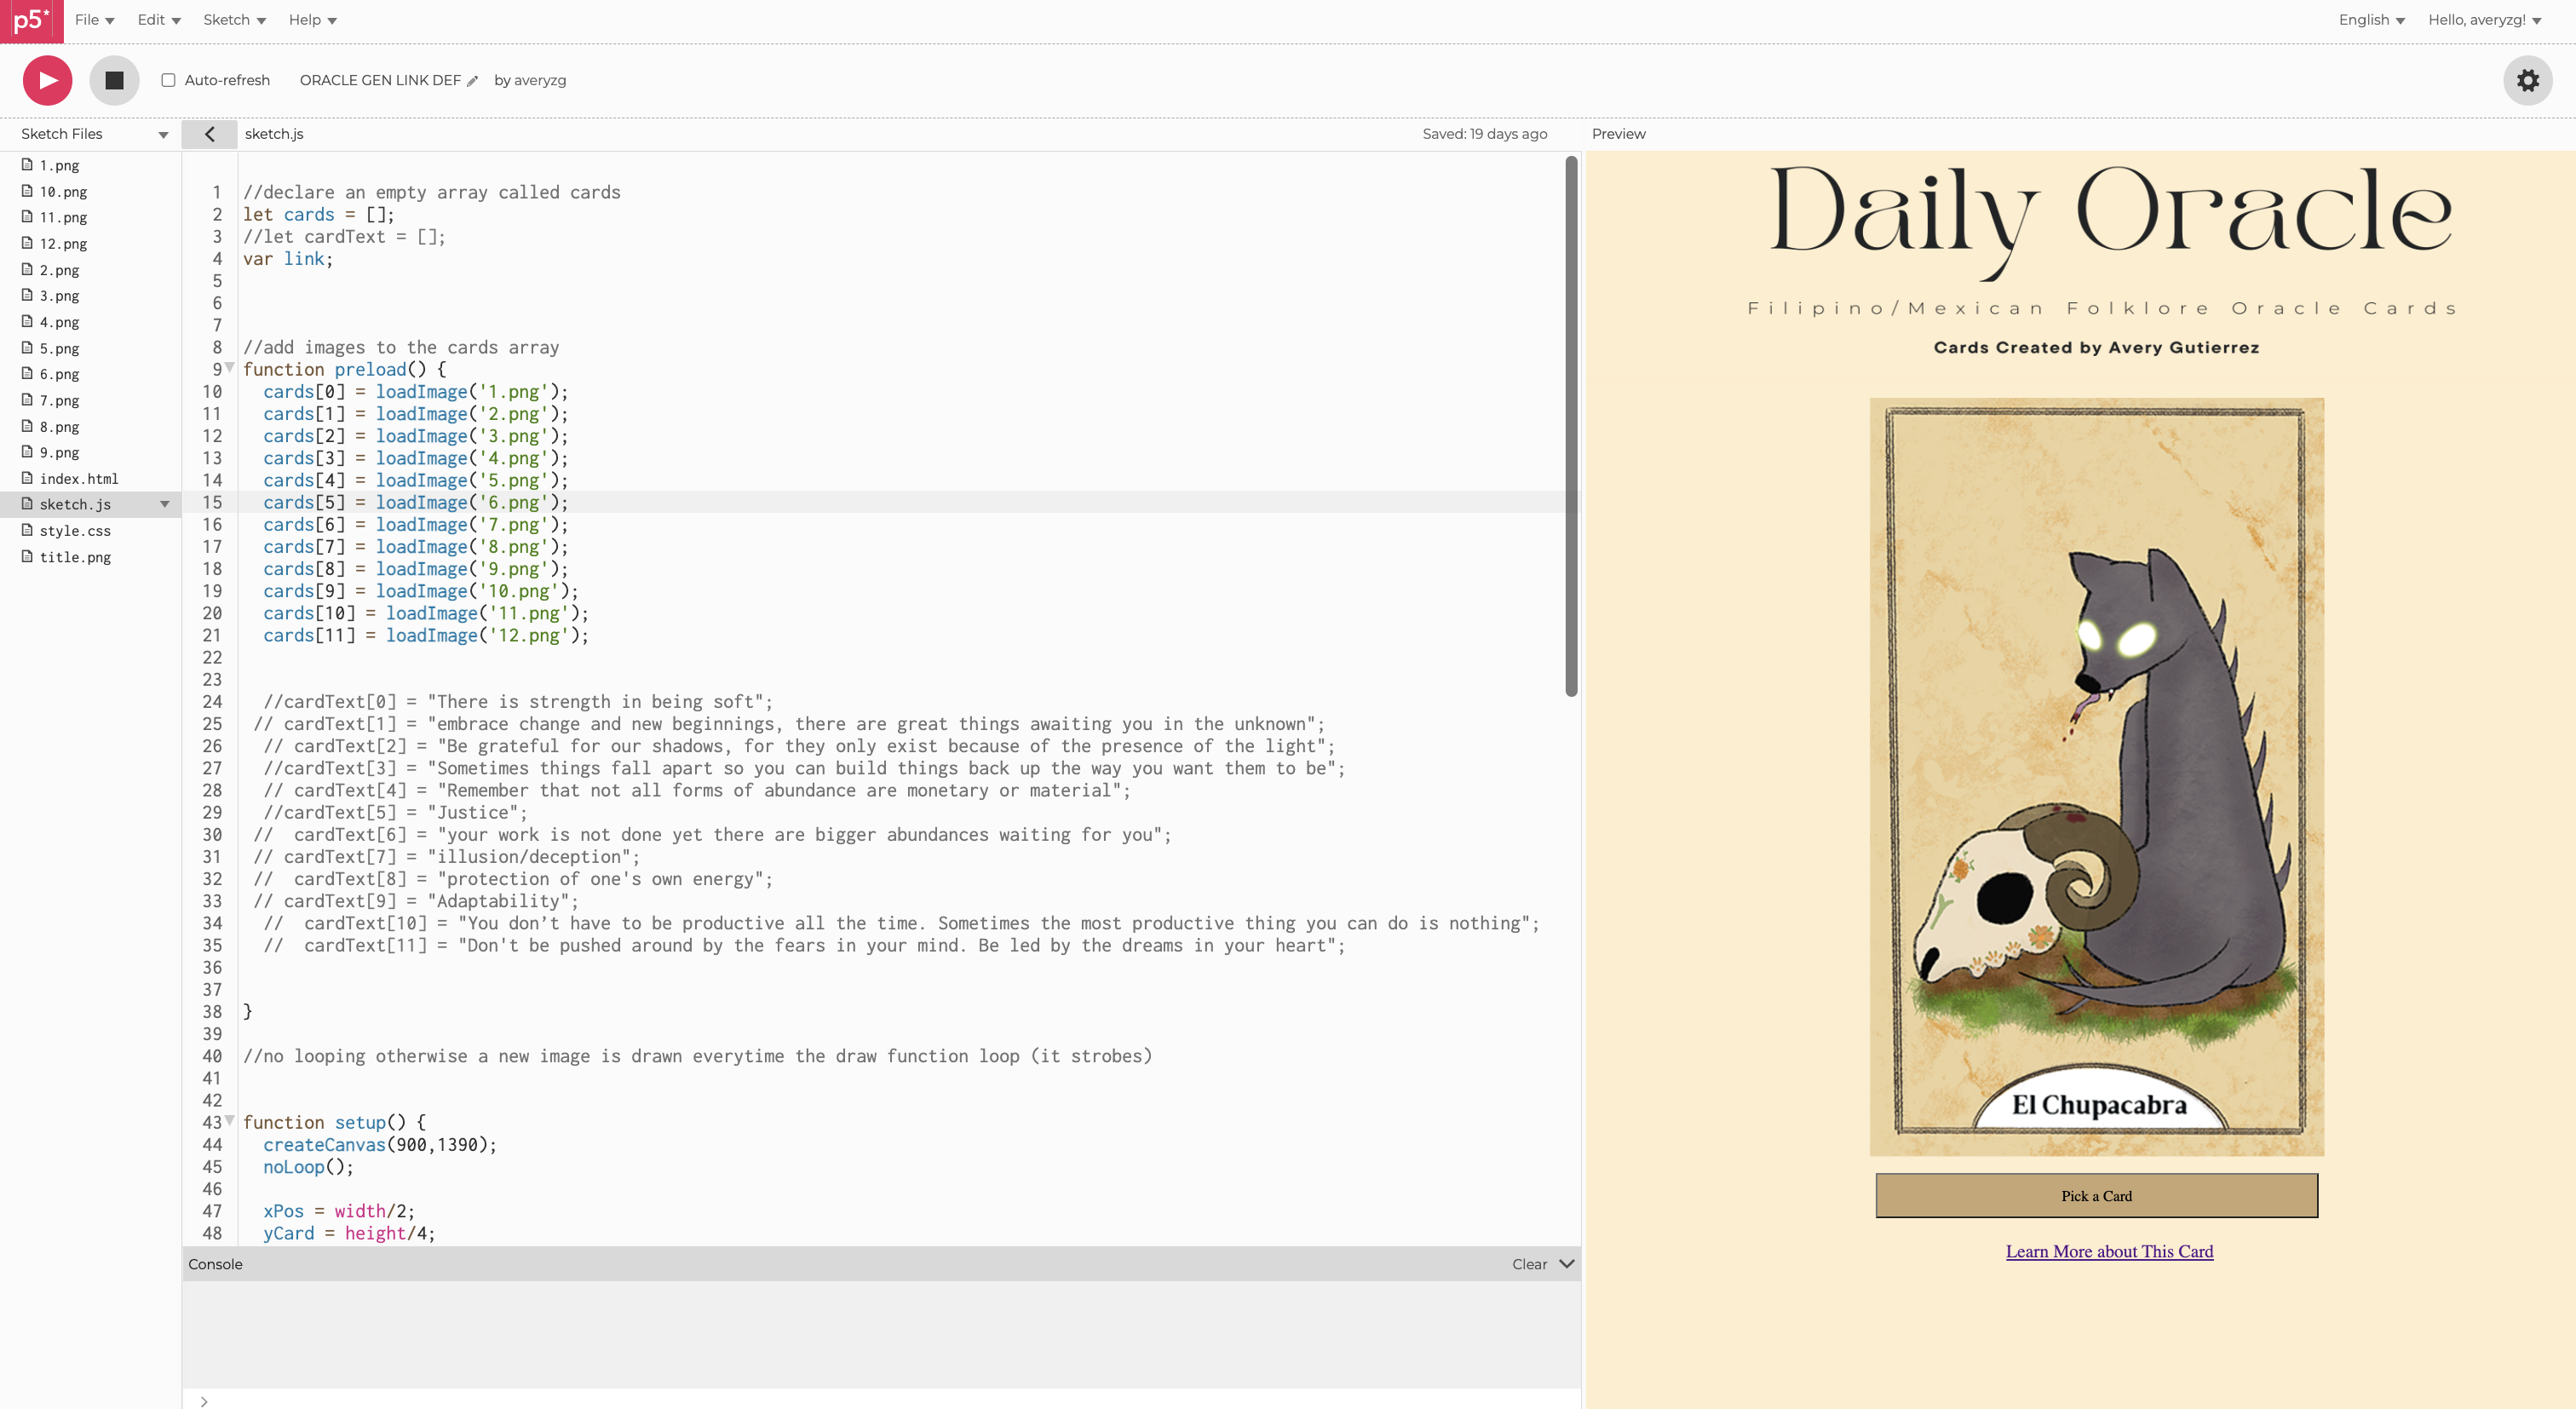 p5* File Edit Sketch Help English Hello, averyzg!
Auto-refresh ORACLE GEN LINK DEF by averyzg
Sketch Files
1.png
10.png
11.png
12.png
2.png
3.png
4.png
5.png
6.png
7.png
8.png
9.png
index.html
sketch.js
style.css
title.png
sketch.js Saved: 19 days ago
1 //declare an empty array called cards
2 let cards = [];
3 //let cardText = [];
4 var link;
5
6
7
8 //add images to the cards array
9 function preload() {
10 cards[0] = loadImage('1.png');
11 cards[1] = loadImage('2.png');
12 cards[2] = loadImage('3.png');
13 cards[3] = loadImage('4.png');
14 cards[4] = loadImage('5.png');
15 cards[5] = loadImage('6.png');
16 cards[6] = loadImage('7.png');
17 cards[7] = loadImage('8.png');
18 cards[8] = loadImage('9.png');
19 cards[9] = loadImage('10.png');
20 cards[10] = loadImage('11.png');
21 cards[11] = loadImage('12.png');
22
23
24 //cardText[0] = "There is strength in being soft";
25 // cardText[1] = "embrace change and new beginnings, there are great things awaiting you in the unknown";
26 // cardText[2] = "Be grateful for our shadows, for they only exist because of the presence of the light";
27 //cardText[3] = "Sometimes things fall apart so you can build things back up the way you want them to be";
28 // cardText[4] = "Remember that not all forms of abundance are monetary or material";
29 //cardText[5] = "Justice";
30 // cardText[6] = "your work is not done yet there are bigger abundances waiting for you";
31 // cardText[7] = "illusion/deception";
32 // cardText[8] = "protection of one's own energy";
33 // cardText[9] = "Adaptability";
34 // cardText[10] = "You don’t have to be productive all the time. Sometimes the most productive thing you can do is nothing";
35 // cardText[11] = "Don't be pushed around by the fears in your mind. Be led by the dreams in your heart";
36
37
38 }
39
40 //no looping otherwise a new image is drawn everytime the draw function loop (it strobes)
41
42
43 function setup() {
44 createCanvas(900,1390);
45 noLoop();
46
47 xPos = width/2;
48 yCard = height/4;
Console Clear
>
Preview
Daily Oracle
Filipino/Mexican Folklore Oracle Cards
Cards Created by Avery Gutierrez
El Chupacabra
Pick a Card
Learn More about This Card